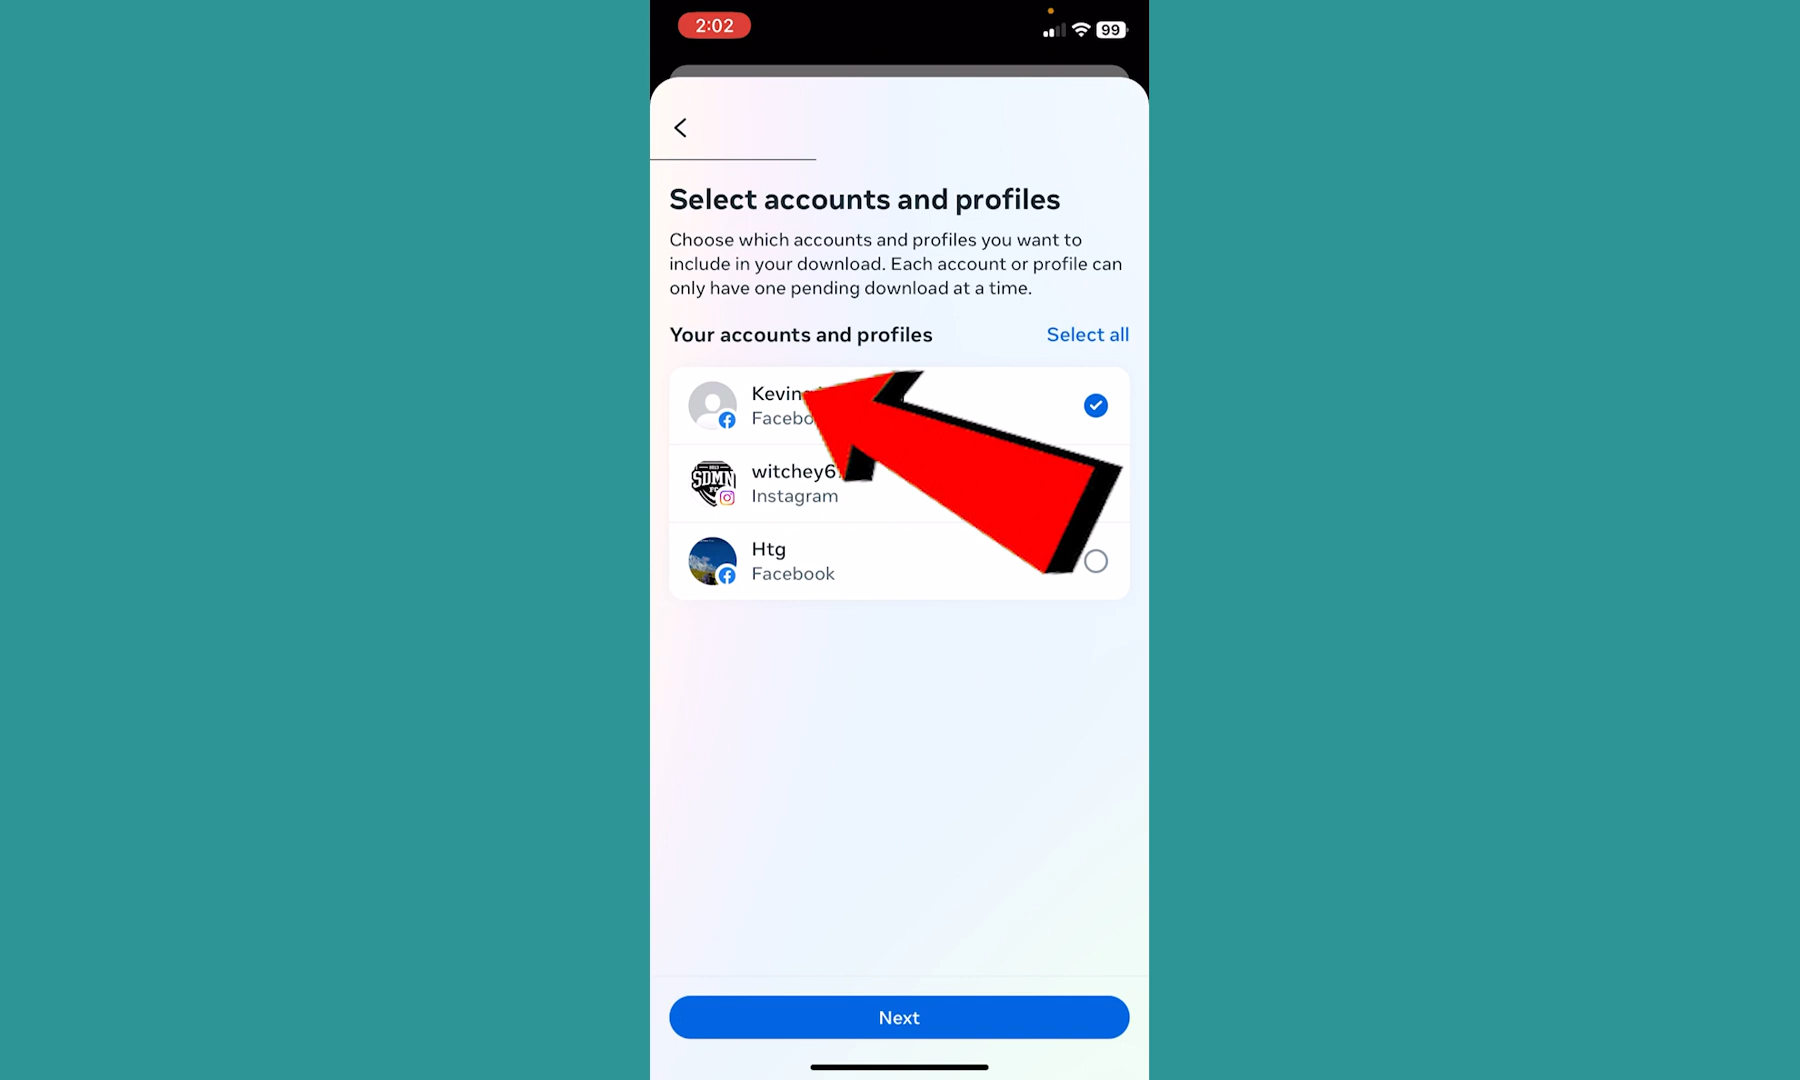 2:02
99
Select accounts and profiles
Choose which accounts and profiles you want to
include in your download. Each account or profile can
only have one pending download at a time.
Your accounts and profiles
Select all
Kevin
SDMN
Instagram
Htg
Facebook
Next